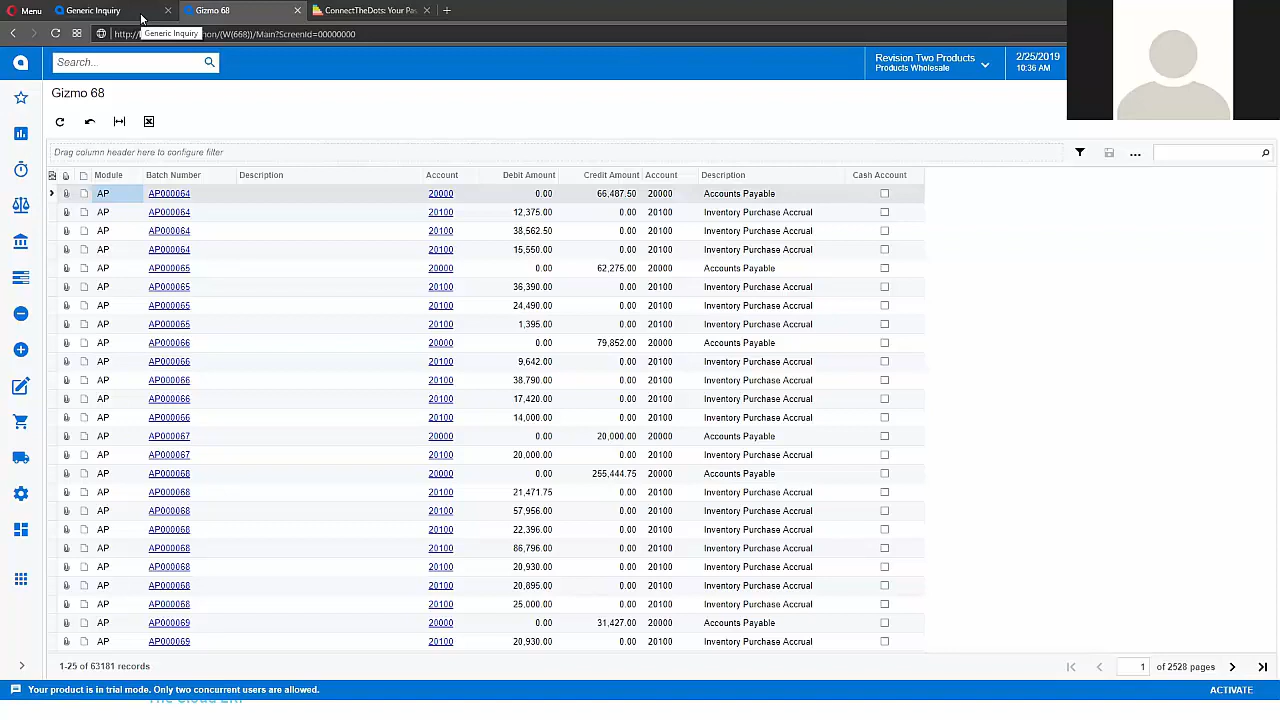 Menu Generic Inquiry Gizmo 68 ConnectTheDots: Your Pa
Generic Inquiry
http:// on/(W(668))/Main?ScreenId=00000000
Search...
Revision Two Products
Products Wholesale
2/25/2019
10:36 AM
Gizmo 68
Drag column header here to configure filter
...
Module Batch Number Description Account Debit Amount Credit Amount Account Description Cash Account
AP AP000064 20000 0.00 66,487.50 20000 Accounts Payable
AP AP000064 20100 12,375.00 0.00 20100 Inventory Purchase Accrual
AP AP000064 20100 38,562.50 0.00 20100 Inventory Purchase Accrual
AP AP000064 20100 15,550.00 0.00 20100 Inventory Purchase Accrual
AP AP000065 20000 0.00 62,275.00 20000 Accounts Payable
AP AP000065 20100 36,390.00 0.00 20100 Inventory Purchase Accrual
AP AP000065 20100 24,490.00 0.00 20100 Inventory Purchase Accrual
AP AP000065 20100 1,395.00 0.00 20100 Inventory Purchase Accrual
AP AP000066 20000 0.00 79,852.00 20000 Accounts Payable
AP AP000066 20100 9,642.00 0.00 20100 Inventory Purchase Accrual
AP AP000066 20100 38,790.00 0.00 20100 Inventory Purchase Accrual
AP AP000066 20100 17,420.00 0.00 20100 Inventory Purchase Accrual
AP AP000066 20100 14,000.00 0.00 20100 Inventory Purchase Accrual
AP AP000067 20000 0.00 20,000.00 20000 Accounts Payable
AP AP000067 20100 20,000.00 0.00 20100 Inventory Purchase Accrual
AP AP000068 20000 0.00 255,444.75 20000 Accounts Payable
AP AP000068 20100 21,471.75 0.00 20100 Inventory Purchase Accrual
AP AP000068 20100 57,956.00 0.00 20100 Inventory Purchase Accrual
AP AP000068 20100 22,396.00 0.00 20100 Inventory Purchase Accrual
AP AP000068 20100 86,796.00 0.00 20100 Inventory Purchase Accrual
AP AP000068 20100 20,930.00 0.00 20100 Inventory Purchase Accrual
AP AP000068 20100 20,895.00 0.00 20100 Inventory Purchase Accrual
AP AP000068 20100 25,000.00 0.00 20100 Inventory Purchase Accrual
AP AP000069 20000 0.00 31,427.00 20000 Accounts Payable
AP AP000069 20100 20,930.00 0.00 20100 Inventory Purchase Accrual
1-25 of 63181 records 1 of 2528 pages
Your product is in trial mode. Only two concurrent users are allowed. ACTIVATE
The Cloud ERP